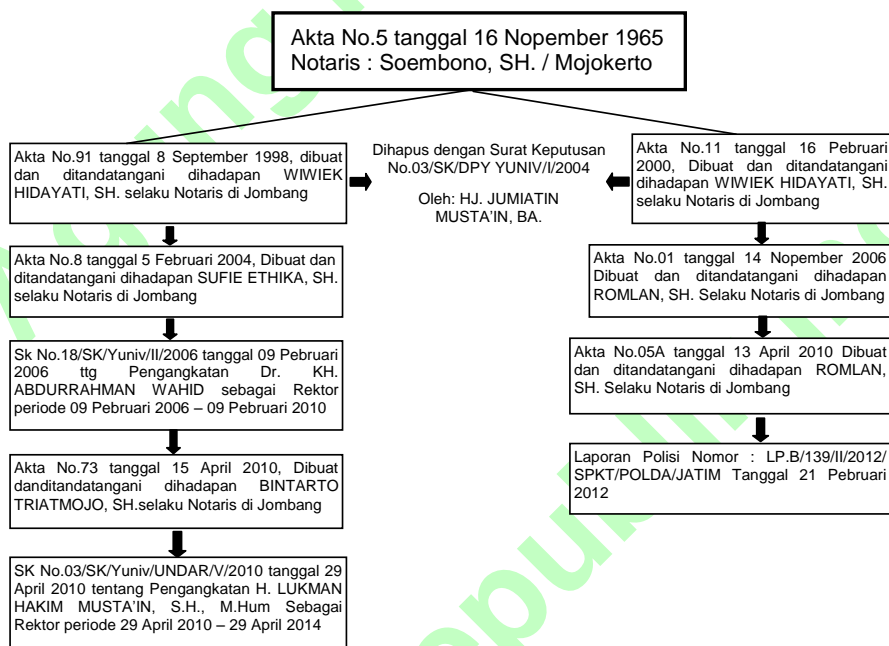 Akta No.5 tanggal 16 Nopember 1965
Notaris : Soembono, SH. / Mojokerto
Akta No.91 tanggal 8 September 1998, dibuat
dan ditandatangani dihadapan WIWIEK
HIDAYATI, SH. selaku Notaris di Jombang
Dihapus dengan Surat Keputusan
No.03/SK/DPY YUNIV/I/2004
Oleh: HJ. JUMIATIN
MUSTA'IN, BA.
Akta No.11 tanggal 16 Pebruari
2000, Dibuat dan ditandatangani
dihadapan WIWIEK HIDAYATI, SH.
selaku Notaris di Jombang
Akta No.8 tanggal 5 Februari 2004, Dibuat dan
ditandatangani dihadapan SUFIE ETHIKA, SH.
selaku Notaris di Jombang
Akta No.01 tanggal 14 Nopember 2006
Dibuat dan ditandatangani dihadapan
ROMLAN, SH. Selaku Notaris di Jombang
Sk No.18/SK/Yuniv/II/2006 tanggal 09 Pebruari
2006 ttg Pengangkatan Dr. KH.
ABDURRAHMAN WAHID sebagai Rektor
periode 09 Pebruari 2006 – 09 Pebruari 2010
Akta No.05A tanggal 13 April 2010 Dibuat
dan ditandatangani dihadapan ROMLAN,
SH. Selaku Notaris di Jombang
Akta No.73 tanggal 15 April 2010, Dibuat
danditandatangani dihadapan BINTARTO
TRIATMOJO, SH.selaku Notaris di Jombang
Laporan Polisi Nomor : LP.B/139/II/2012/
SPKT/POLDA/JATIM Tanggal 21 Pebruari
2012
SK No.03/SK/Yuniv/UNDAR/V/2010 tanggal 29
April 2010 tentang Pengangkatan H. LUKMAN
HAKIM MUSTA'IN, S.H., M.Hum Sebagai
Rektor periode 29 April 2010 – 29 April 2014